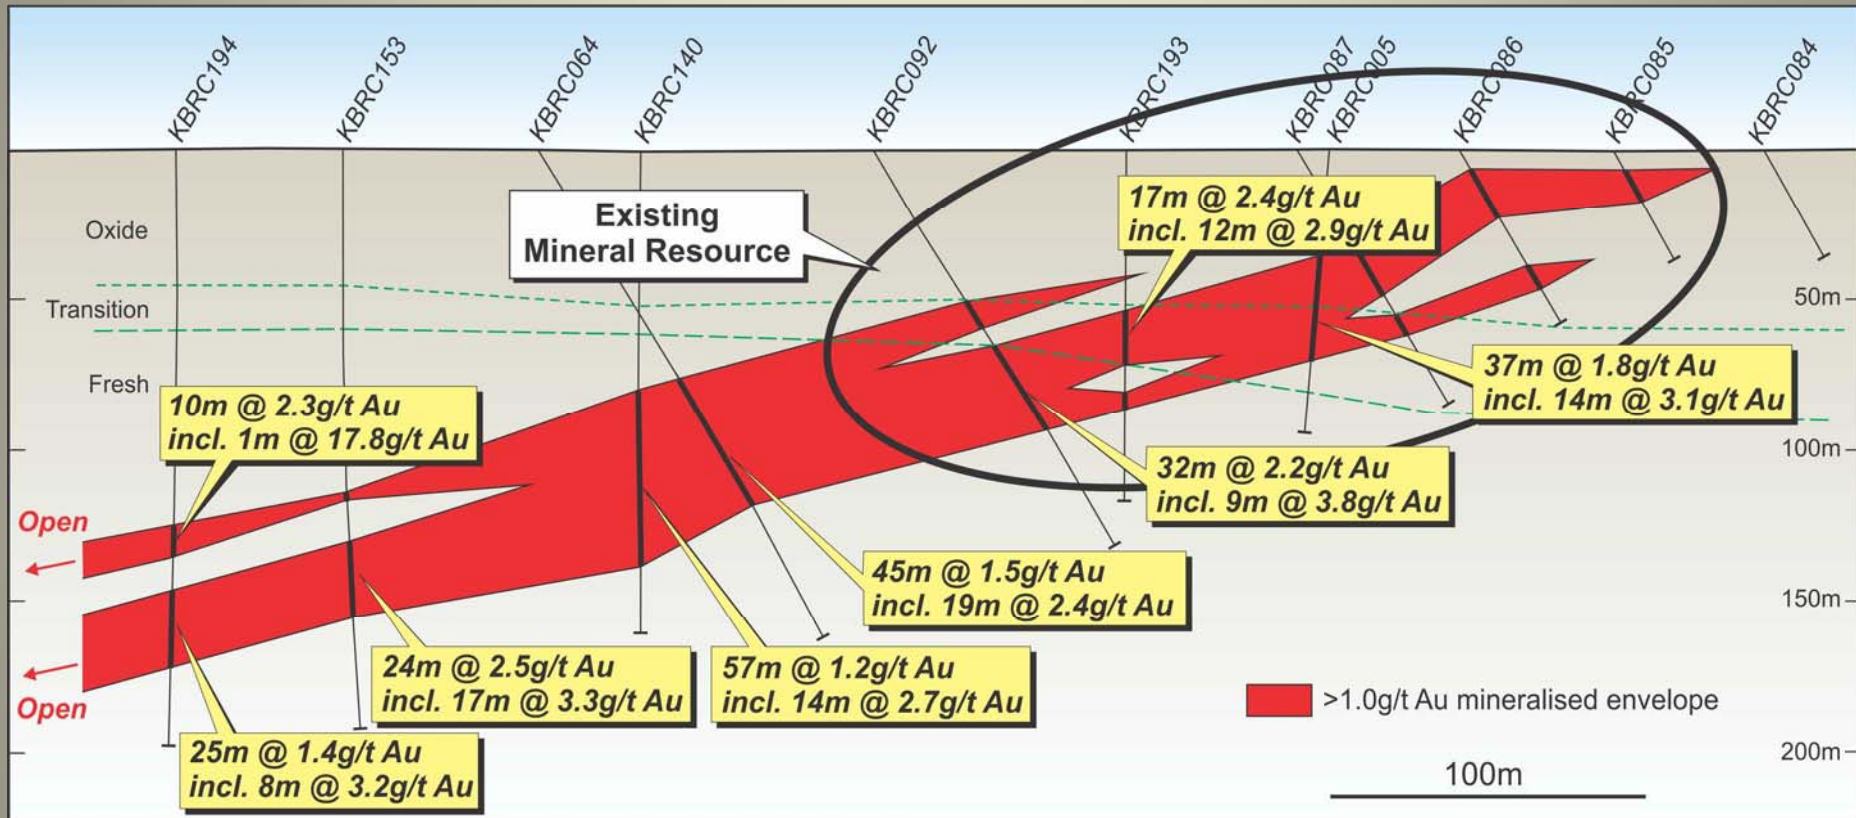 KBRC194
KBRC153
KBRC064
KBRC140
KBRC092
KBRC193
KBRC087
KBRC005
KBRC086
KBRC085
KBRC084
Existing
Mineral Resource
17m @ 2.4g/t Au
incl. 12m @ 2.9g/t Au
Oxide
Transition
50m
Fresh
37m @ 1.8g/t Au
incl. 14m @ 3.1g/t Au
10m @ 2.3g/t Au
incl. 1m @ 17.8g/t Au
100m
32m @ 2.2g/t Au
incl. 9m @ 3.8g/t Au
Open
45m @ 1.5g/t Au
incl. 19m @ 2.4g/t Au
150m
24m @ 2.5g/t Au
incl. 17m @ 3.3g/t Au
57m @ 1.2g/t Au
incl. 14m @ 2.7g/t Au
Open
>1.0g/t Au mineralised envelope
25m @ 1.4g/t Au
incl. 8m @ 3.2g/t Au
200m
100m